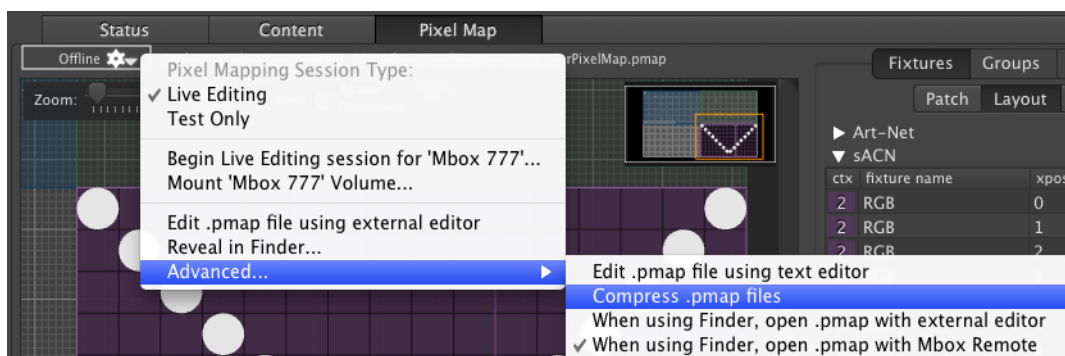 Status Content Pixel Map
Offline rPixelMap.pmap
Fixtures Groups
Zoom:
Patch Layout
Pixel Mapping Session Type:
✓ Live Editing
Test Only
Begin Live Editing session for 'Mbox 777'...
Mount 'Mbox 777' Volume...
Edit .pmap file using external editor
Reveal in Finder...
Advanced...
Art-Net
sACN
ctx fixture name xpos
2 RGB 0
2 RGB 1
2 RGB 2
Edit .pmap file using text editor
Compress .pmap files
When using Finder, open .pmap with external editor
✓ When using Finder, open .pmap with Mbox Remote